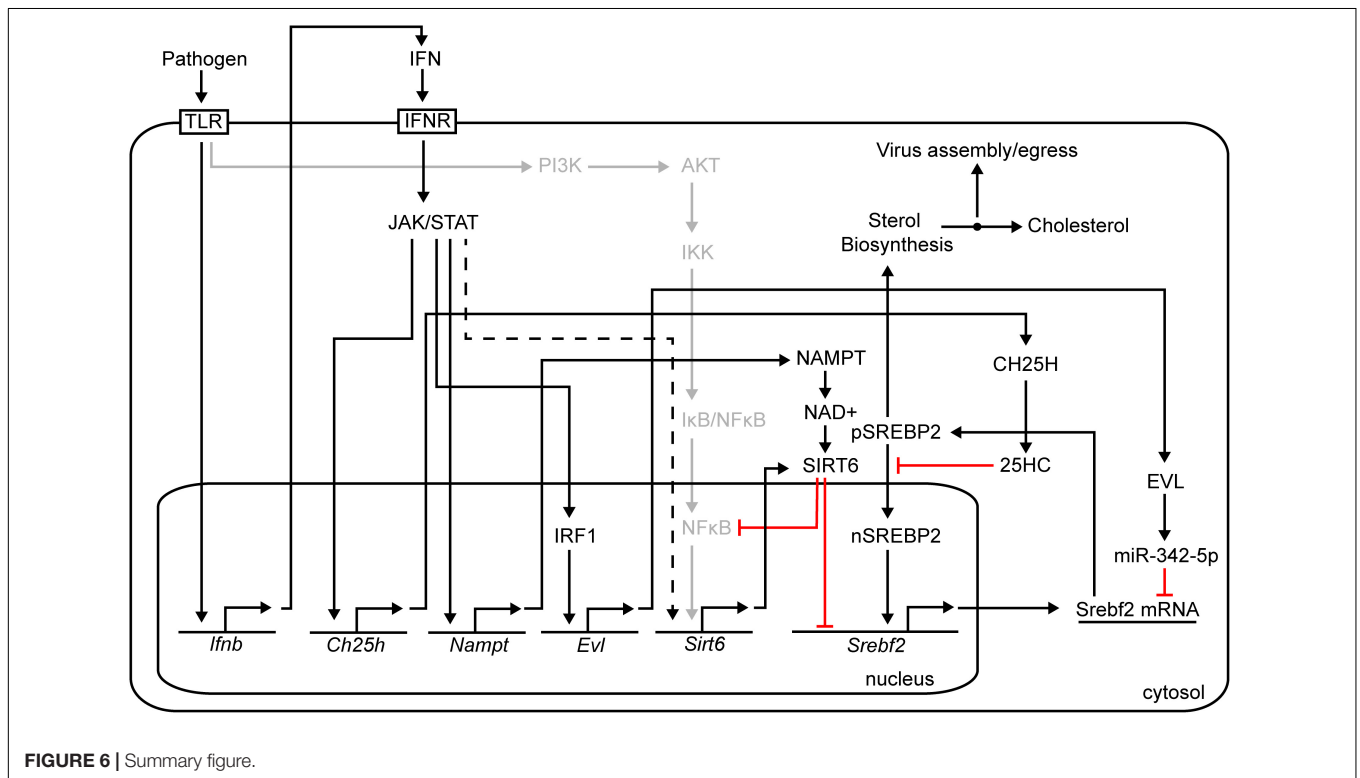 Pathogen
IFN
TLR
IFNR
Virus assembly/egress
PI3K
AKT
JAK/STAT
Sterol
Biosynthesis
Cholesterol
IKK
NAMPT
CH25H
NAD+
IκB/NFκB
pSREBP2
SIRT6
25HC
EVL
NFκB
IRF1
nSREBP2
miR-342-5p
Srebf2 mRNA
Ifnb
Ch25h
Nampt
Evl
Sirt6
Srebf2
nucleus
cytosol
FIGURE 6 | Summary figure.